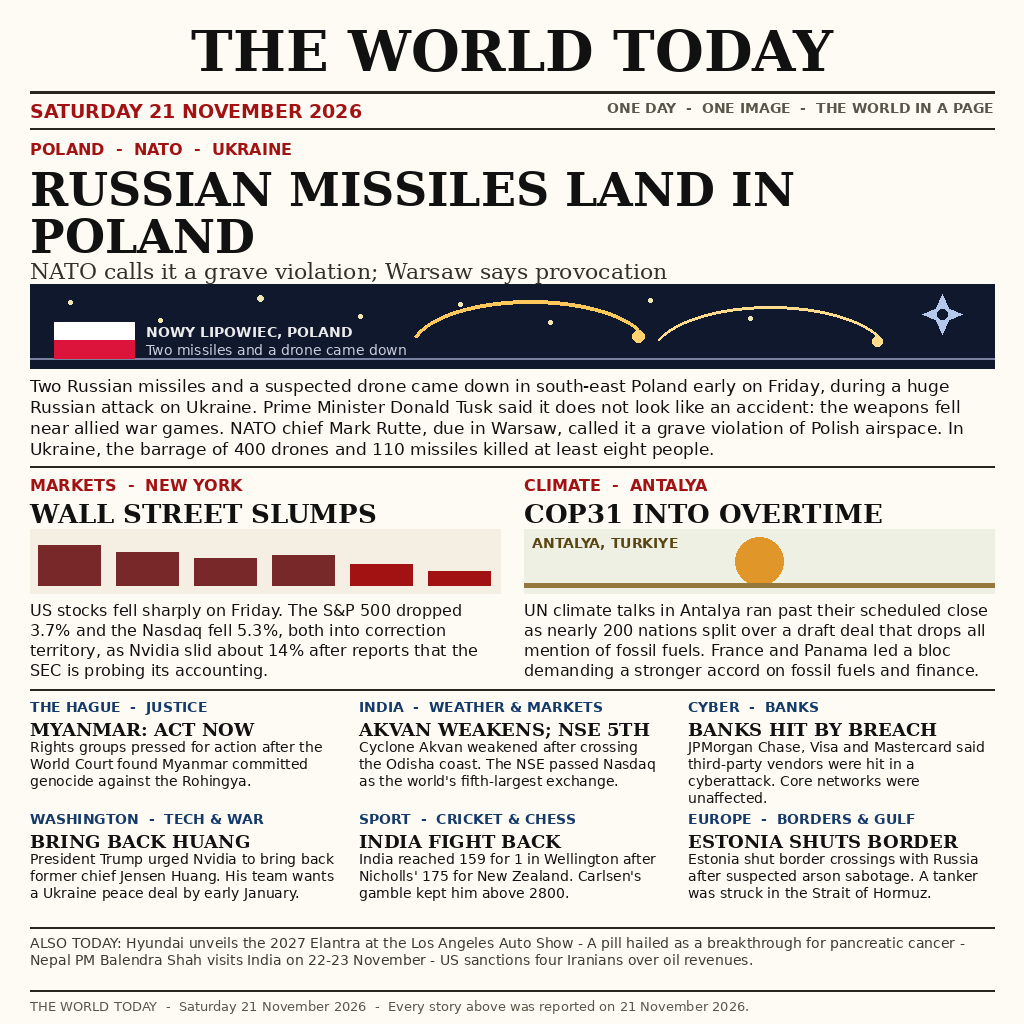 THE WORLD TODAY
SATURDAY 21 NOVEMBER 2026
ONE DAY - ONE IMAGE - THE WORLD IN A PAGE
POLAND - NATO - UKRAINE
RUSSIAN MISSILES LAND IN
POLAND
NATO calls it a grave violation; Warsaw says provocation
NOWY LIPOWIEC, POLAND
Two missiles and a drone came down
Two Russian missiles and a suspected drone came down in south-east Poland early on Friday, during a huge
Russian attack on Ukraine. Prime Minister Donald Tusk said it does not look like an accident: the weapons fell
near allied war games. NATO chief Mark Rutte, due in Warsaw, called it a grave violation of Polish airspace. In
Ukraine, the barrage of 400 drones and 110 missiles killed at least eight people.
MARKETS - NEW YORK
WALL STREET SLUMPS
US stocks fell sharply on Friday. The S&P 500 dropped
3.7% and the Nasdaq fell 5.3%, both into correction
territory, as Nvidia slid about 14% after reports that the
SEC is probing its accounting.
CLIMATE - ANTALYA
COP31 INTO OVERTIME
ANTALYA, TURKIYE
UN climate talks in Antalya ran past their scheduled close
as nearly 200 nations split over a draft deal that drops all
mention of fossil fuels. France and Panama led a bloc
demanding a stronger accord on fossil fuels and finance.
THE HAGUE - JUSTICE
MYANMAR: ACT NOW
Rights groups pressed for action after the
World Court found Myanmar committed
genocide against the Rohingya.
INDIA - WEATHER & MARKETS
AKVAN WEAKENS; NSE 5TH
Cyclone Akvan weakened after crossing
the Odisha coast. The NSE passed Nasdaq
as the world's fifth-largest exchange.
CYBER - BANKS
BANKS HIT BY BREACH
JPMorgan Chase, Visa and Mastercard said
third-party vendors were hit in a
cyberattack. Core networks were
unaffected.
WASHINGTON - TECH & WAR
BRING BACK HUANG
President Trump urged Nvidia to bring back
former chief Jensen Huang. His team wants
a Ukraine peace deal by early January.
SPORT - CRICKET & CHESS
INDIA FIGHT BACK
India reached 159 for 1 in Wellington after
Nicholls' 175 for New Zealand. Carlsen's
gamble kept him above 2800.
EUROPE - BORDERS & GULF
ESTONIA SHUTS BORDER
Estonia shut border crossings with Russia
after suspected arson sabotage. A tanker
was struck in the Strait of Hormuz.
ALSO TODAY: Hyundai unveils the 2027 Elantra at the Los Angeles Auto Show - A pill hailed as a breakthrough for pancreatic cancer -
Nepal PM Balendra Shah visits India on 22-23 November - US sanctions four Iranians over oil revenues.
THE WORLD TODAY - Saturday 21 November 2026 - Every story above was reported on 21 November 2026.